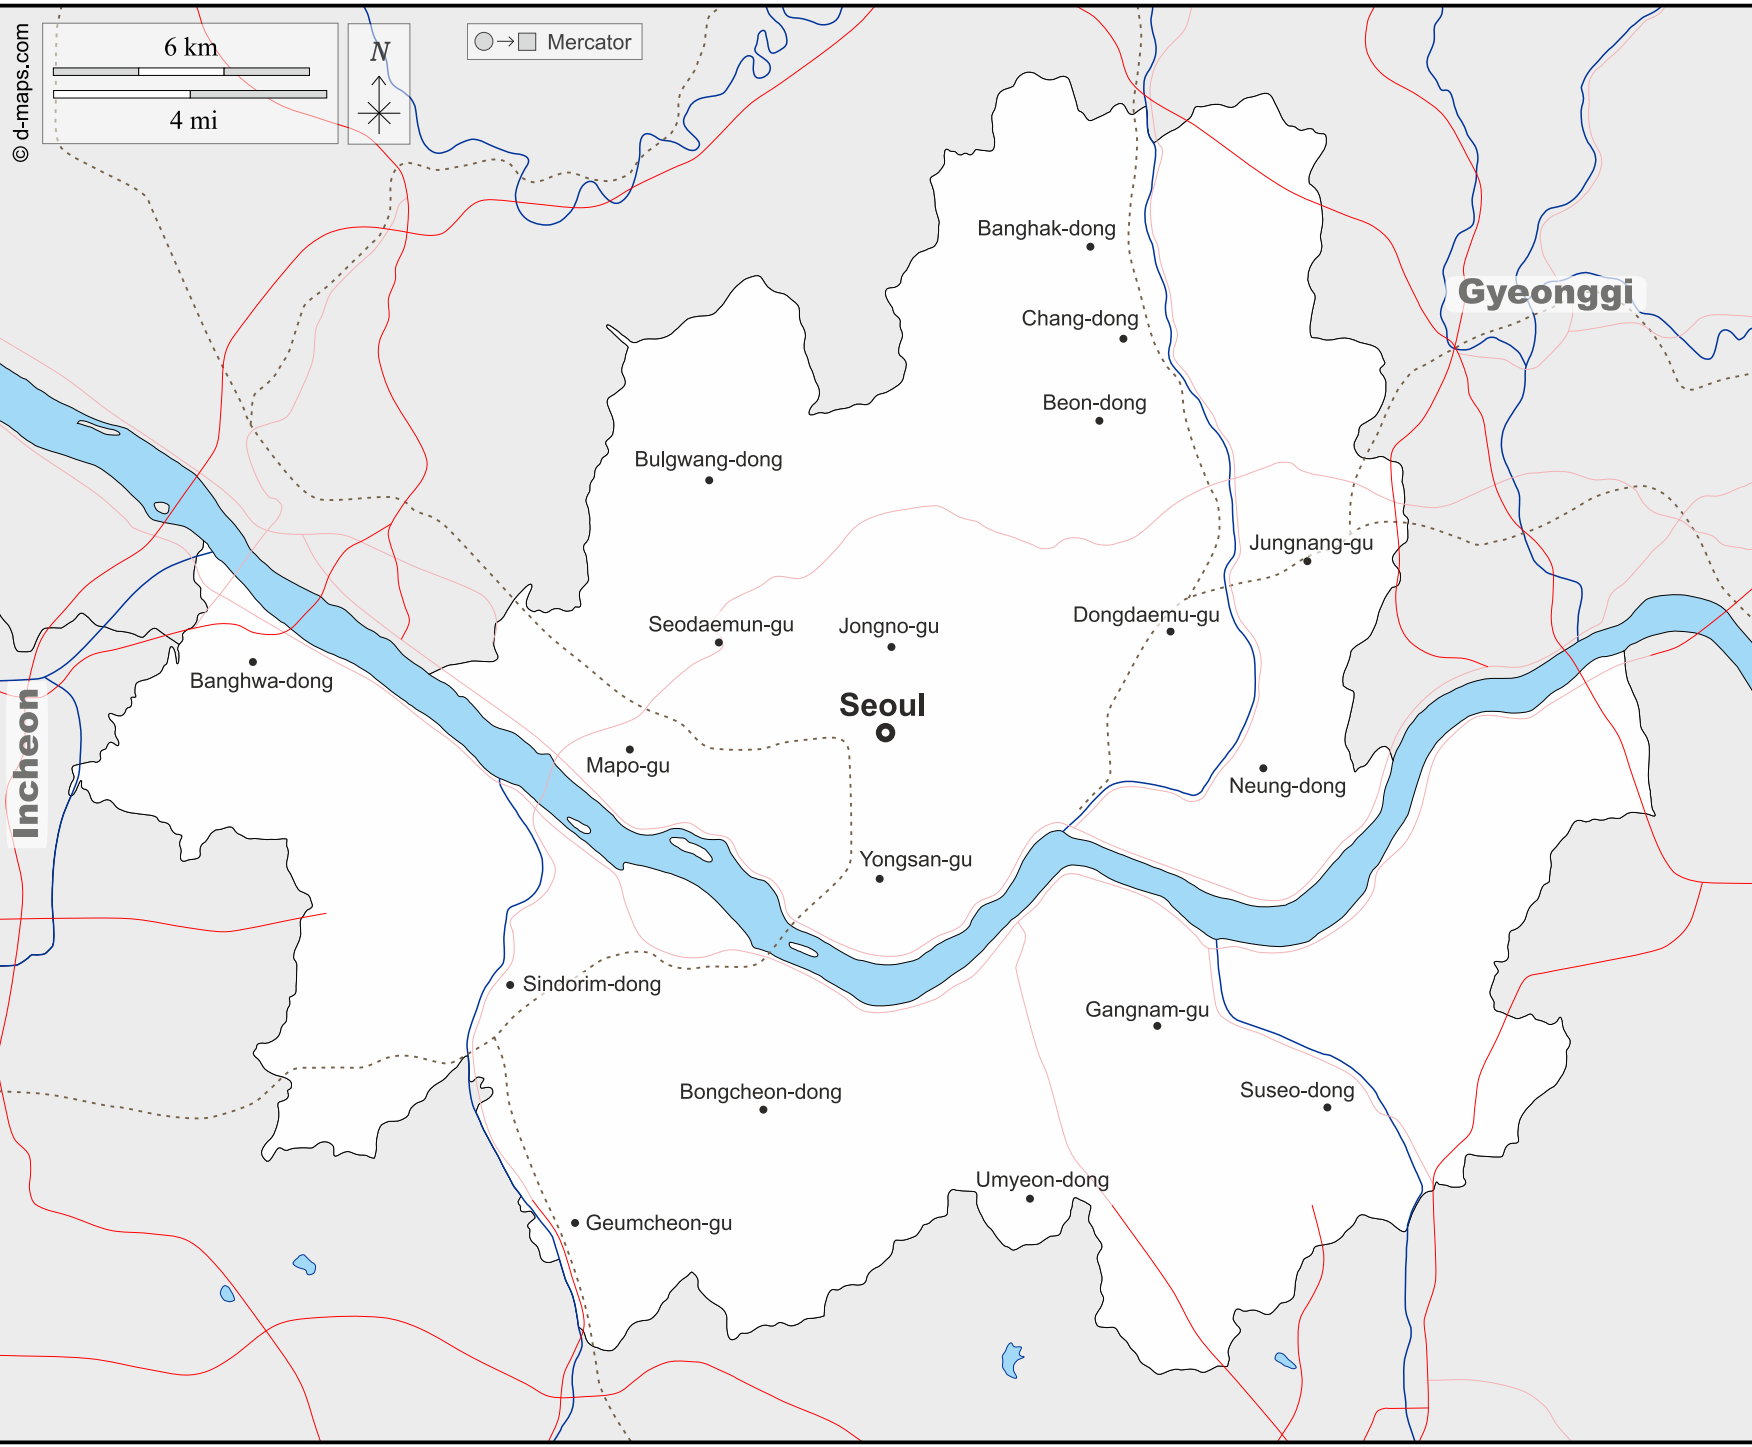 © d-maps.com
6 km
4 mi
N
Mercator
Banghak-dong
Gyeonggi
Chang-dong
Beon-dong
Bulgwang-dong
Jungnang-gu
Seodaemun-gu
Jongno-gu
Dongdaemu-gu
Banghwa-dong
Seoul
Incheon
Mapo-gu
Neung-dong
Yongsan-gu
Sindorim-dong
Gangnam-gu
Bongcheon-dong
Suseo-dong
Umyeon-dong
Geumcheon-gu